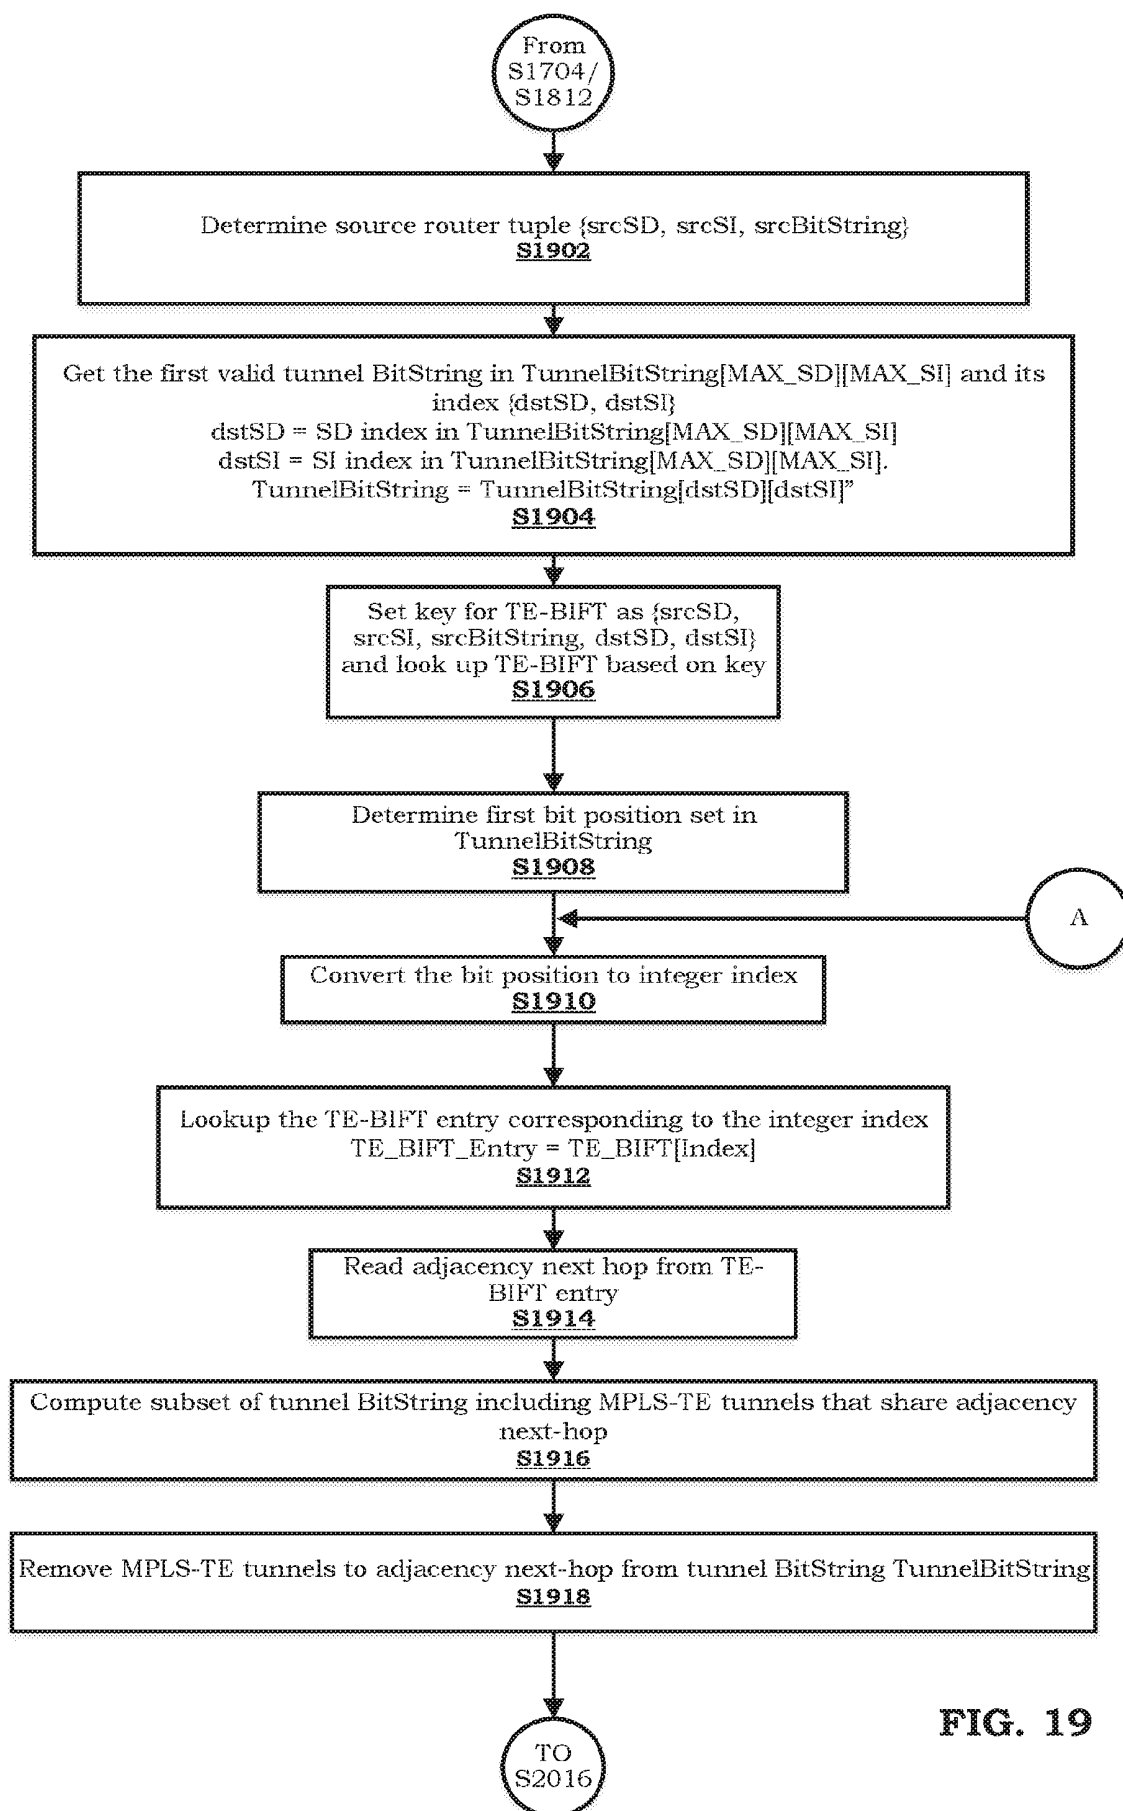 From
S1704/
S1812
Determine source router tuple {srcSD, srcSI, srcBitString}
S1902
Get the first valid tunnel BitString in TunnelBitString[MAX_SD][MAX_SI] and its
index {dstSD, dstSI}
dstSD = SD index in TunnelBitString[MAX_SD][MAX_SI]
dstSI = SI index in TunnelBitString[MAX_SD][MAX_SI].
TunnelBitString = TunnelBitString[dstSD][dstSI]”
S1904
Set key for TE-BIFT as {srcSD,
srcSI, srcBitString, dstSD, dstSI}
and look up TE-BIFT based on key
S1906
Determine first bit position set in
TunnelBitString
S1908
A
Convert the bit position to integer index
S1910
Lookup the TE-BIFT entry corresponding to the integer index
TE_BIFT_Entry = TE_BIFT[Index]
S1912
Read adjacency next hop from TE-
BIFT entry
S1914
Compute subset of tunnel BitString including MPLS-TE tunnels that share adjacency
next-hop
S1916
Remove MPLS-TE tunnels to adjacency next-hop from tunnel BitString TunnelBitString
S1918
TO
S2016
FIG. 19